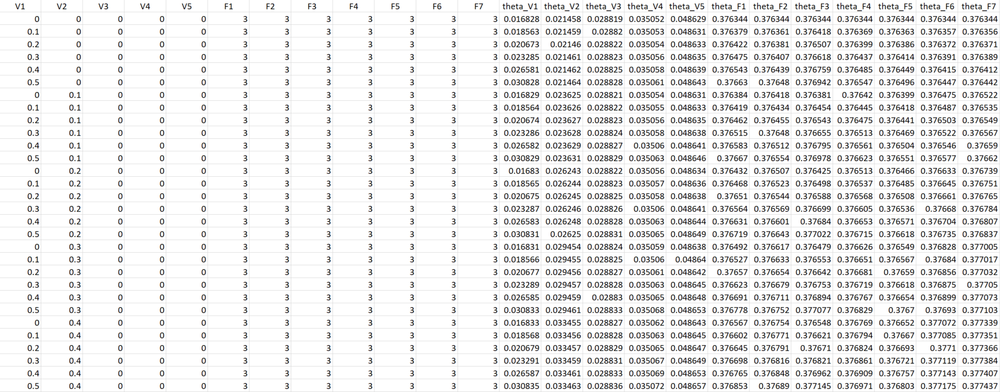 V1 V2 V3 V4 V5 F1 F2 F3 F4 F5 F6 F7 theta_V1 theta_V2 theta_V3 theta_V4 theta_V5 theta_F1 theta_F2 theta_F3 theta_F4 theta_F5 theta_F6 theta_F7
0 0 0 0 0 3 3 3 3 3 3 3 0.016828 0.021458 0.028819 0.035052 0.048629 0.376344 0.376344 0.376344 0.376344 0.376344 0.376344 0.376344
0.1 0 0 0 0 3 3 3 3 3 3 3 0.018563 0.021459 0.02882 0.035053 0.048631 0.376379 0.376361 0.376418 0.376369 0.376363 0.376357 0.376356
0.2 0 0 0 0 3 3 3 3 3 3 3 0.020673 0.02146 0.028822 0.035054 0.048633 0.376422 0.376381 0.376507 0.376399 0.376386 0.376372 0.376371
0.3 0 0 0 0 3 3 3 3 3 3 3 0.023285 0.021461 0.028823 0.035056 0.048635 0.376475 0.376407 0.376618 0.376437 0.376414 0.376391 0.376389
0.4 0 0 0 0 3 3 3 3 3 3 3 0.026581 0.021462 0.028825 0.035058 0.048639 0.376543 0.376439 0.376759 0.376485 0.376449 0.376415 0.376412
0.5 0 0 0 0 3 3 3 3 3 3 3 0.030828 0.021464 0.028828 0.035061 0.048643 0.37663 0.37648 0.376942 0.376547 0.376496 0.376447 0.376442
0 0.1 0 0 0 3 3 3 3 3 3 3 0.016829 0.023625 0.028821 0.035054 0.048631 0.376384 0.376418 0.376381 0.37642 0.376399 0.376475 0.376522
0.1 0.1 0 0 0 3 3 3 3 3 3 3 0.018564 0.023626 0.028822 0.035055 0.048633 0.376419 0.376434 0.376454 0.376445 0.376418 0.376487 0.376535
0.2 0.1 0 0 0 3 3 3 3 3 3 3 0.020674 0.023627 0.028823 0.035056 0.048635 0.376462 0.376455 0.376543 0.376475 0.376441 0.376503 0.376549
0.3 0.1 0 0 0 3 3 3 3 3 3 3 0.023286 0.023628 0.028824 0.035058 0.048638 0.376515 0.37648 0.376655 0.376513 0.376469 0.376522 0.376567
0.4 0.1 0 0 0 3 3 3 3 3 3 3 0.026582 0.023629 0.028827 0.03506 0.048641 0.376583 0.376512 0.376795 0.376561 0.376504 0.376546 0.37659
0.5 0.1 0 0 0 3 3 3 3 3 3 3 0.030829 0.023631 0.028829 0.035063 0.048646 0.37667 0.376554 0.376978 0.376623 0.376551 0.376577 0.37662
0 0.2 0 0 0 3 3 3 3 3 3 3 0.01683 0.026243 0.028822 0.035056 0.048634 0.376432 0.376507 0.376425 0.376513 0.376466 0.376633 0.376739
0.1 0.2 0 0 0 3 3 3 3 3 3 3 0.018565 0.026244 0.028823 0.035057 0.048636 0.376468 0.376523 0.376498 0.376537 0.376485 0.376645 0.376751
0.2 0.2 0 0 0 3 3 3 3 3 3 3 0.020675 0.026245 0.028825 0.035058 0.048638 0.37651 0.376544 0.376588 0.376568 0.376508 0.376661 0.376765
0.3 0.2 0 0 0 3 3 3 3 3 3 3 0.023287 0.026246 0.028826 0.03506 0.048641 0.376564 0.376569 0.376699 0.376605 0.376536 0.37668 0.376784
0.4 0.2 0 0 0 3 3 3 3 3 3 3 0.026583 0.026248 0.028828 0.035063 0.048644 0.376631 0.376601 0.37684 0.376653 0.376571 0.376704 0.376807
0.5 0.2 0 0 0 3 3 3 3 3 3 3 0.030831 0.02625 0.028831 0.035065 0.048649 0.376719 0.376643 0.377022 0.376715 0.376618 0.376735 0.376837
0 0.3 0 0 0 3 3 3 3 3 3 3 0.016831 0.029454 0.028824 0.035059 0.048638 0.376492 0.376617 0.376479 0.376626 0.376549 0.376828 0.377005
0.1 0.3 0 0 0 3 3 3 3 3 3 3 0.018566 0.029455 0.028825 0.03506 0.04864 0.376527 0.376633 0.376553 0.376651 0.376567 0.37684 0.377017
0.2 0.3 0 0 0 3 3 3 3 3 3 3 0.020677 0.029456 0.028827 0.035061 0.048642 0.37657 0.376654 0.376642 0.376681 0.37659 0.376856 0.377032
0.3 0.3 0 0 0 3 3 3 3 3 3 3 0.023289 0.029457 0.028828 0.035063 0.048645 0.376623 0.376679 0.376753 0.376719 0.376618 0.376875 0.37705
0.4 0.3 0 0 0 3 3 3 3 3 3 3 0.026585 0.029459 0.02883 0.035065 0.048648 0.376691 0.376711 0.376894 0.376767 0.376654 0.376899 0.377073
0.5 0.3 0 0 0 3 3 3 3 3 3 3 0.030833 0.029461 0.028833 0.035068 0.048653 0.376778 0.376752 0.377077 0.376829 0.3767 0.37693 0.377103
0 0.4 0 0 0 3 3 3 3 3 3 3 0.016833 0.033455 0.028827 0.035062 0.048643 0.376567 0.376754 0.376548 0.376769 0.376652 0.377072 0.377339
0.1 0.4 0 0 0 3 3 3 3 3 3 3 0.018568 0.033456 0.028828 0.035063 0.048645 0.376602 0.376771 0.376621 0.376794 0.37667 0.377085 0.377351
0.2 0.4 0 0 0 3 3 3 3 3 3 3 0.020679 0.033457 0.028829 0.035065 0.048647 0.376645 0.376791 0.37671 0.376824 0.376693 0.3771 0.377366
0.3 0.4 0 0 0 3 3 3 3 3 3 3 0.023291 0.033459 0.028831 0.035067 0.048649 0.376698 0.376816 0.376821 0.376861 0.376721 0.377119 0.377384
0.4 0.4 0 0 0 3 3 3 3 3 3 3 0.026587 0.033461 0.028833 0.035069 0.048653 0.376765 0.376848 0.376962 0.376909 0.376757 0.377143 0.377407
0.5 0.4 0 0 0 3 3 3 3 3 3 3 0.030835 0.033463 0.028836 0.035072 0.048657 0.376853 0.37689 0.377145 0.376971 0.376803 0.377175 0.377437